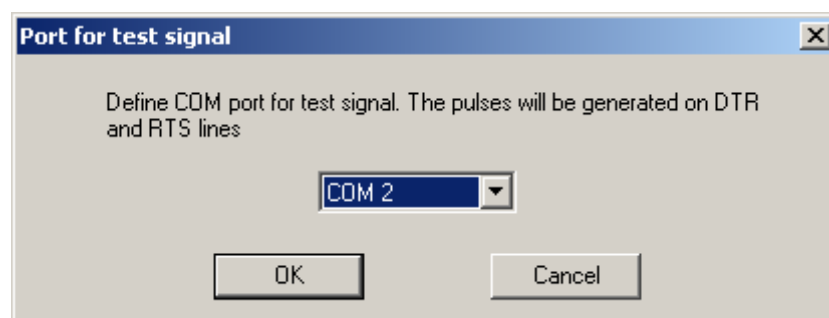 Port for test signal
Define COM port for test signal. The pulses will be generated on DTR
and RTS lines
COM 2
OK
Cancel